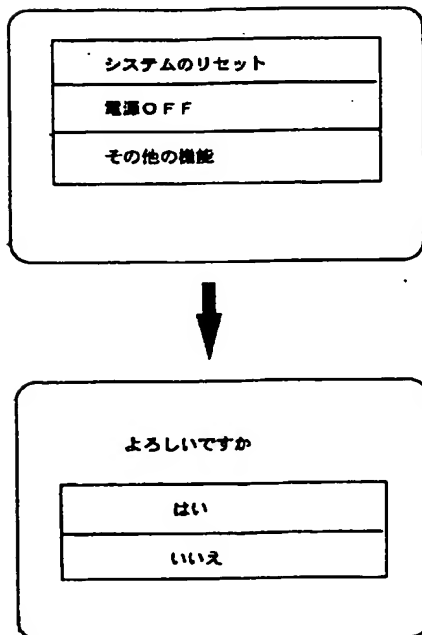 システムのリセット
電源OFF
その他の機能
よろしいですか
はい
いいえ